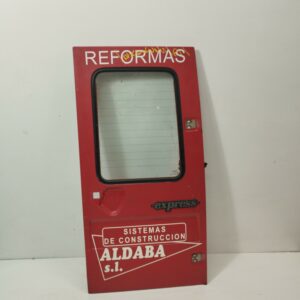 REFORMAS
express
SISTEMAS
DE CONSTRUCCION
ALDABA
s.l.